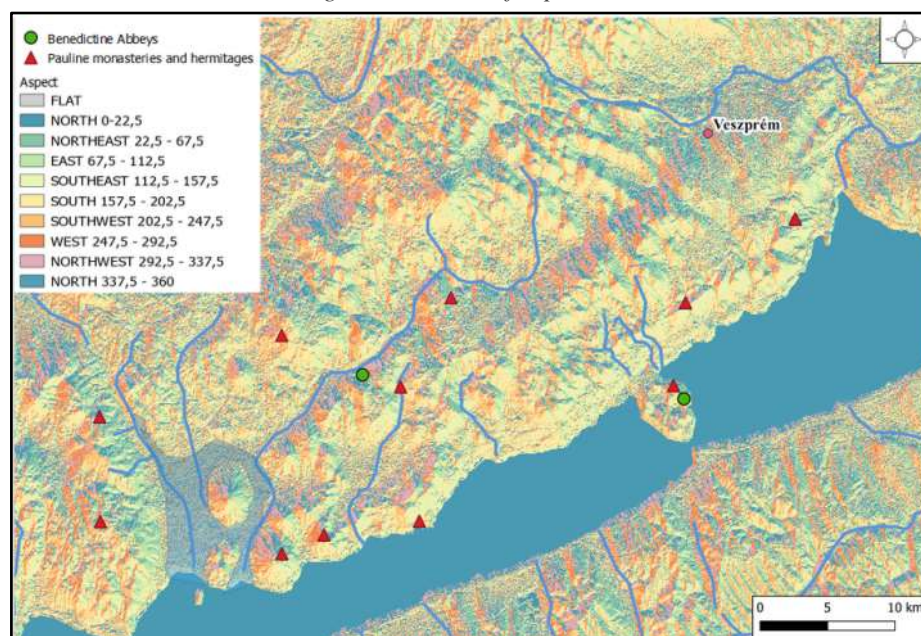 Benedictine Abbeys
Pauline monasteries and hermitages
Aspect
FLAT
NORTH 0-22,5
NORTHEAST 22,5 - 67,5
EAST 67,5 - 112,5
SOUTHEAST 112,5 - 157,5
SOUTH 157,5 - 202,5
SOUTHWEST 202,5 - 247,5
WEST 247,5 - 292,5
NORTHWEST 292,5 - 337,5
NORTH 337,5 - 360
Veszprém
0 5 10 km